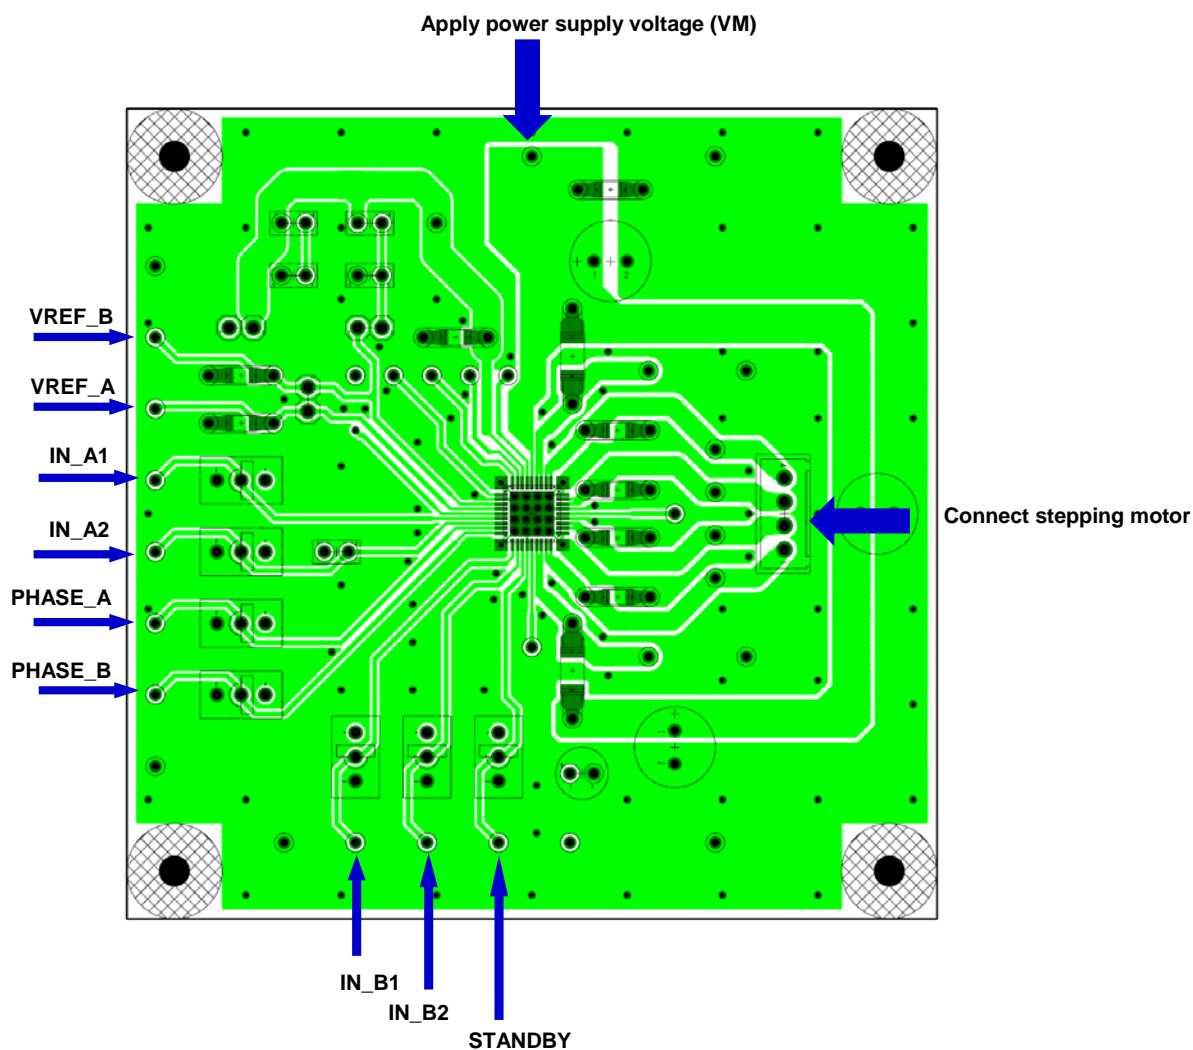 Apply power supply voltage (VM)
VREF_B
VREF_A
IN_A1
IN_A2
Connect stepping motor
PHASE_A
PHASE_B
IN_B1
IN_B2
STANDBY